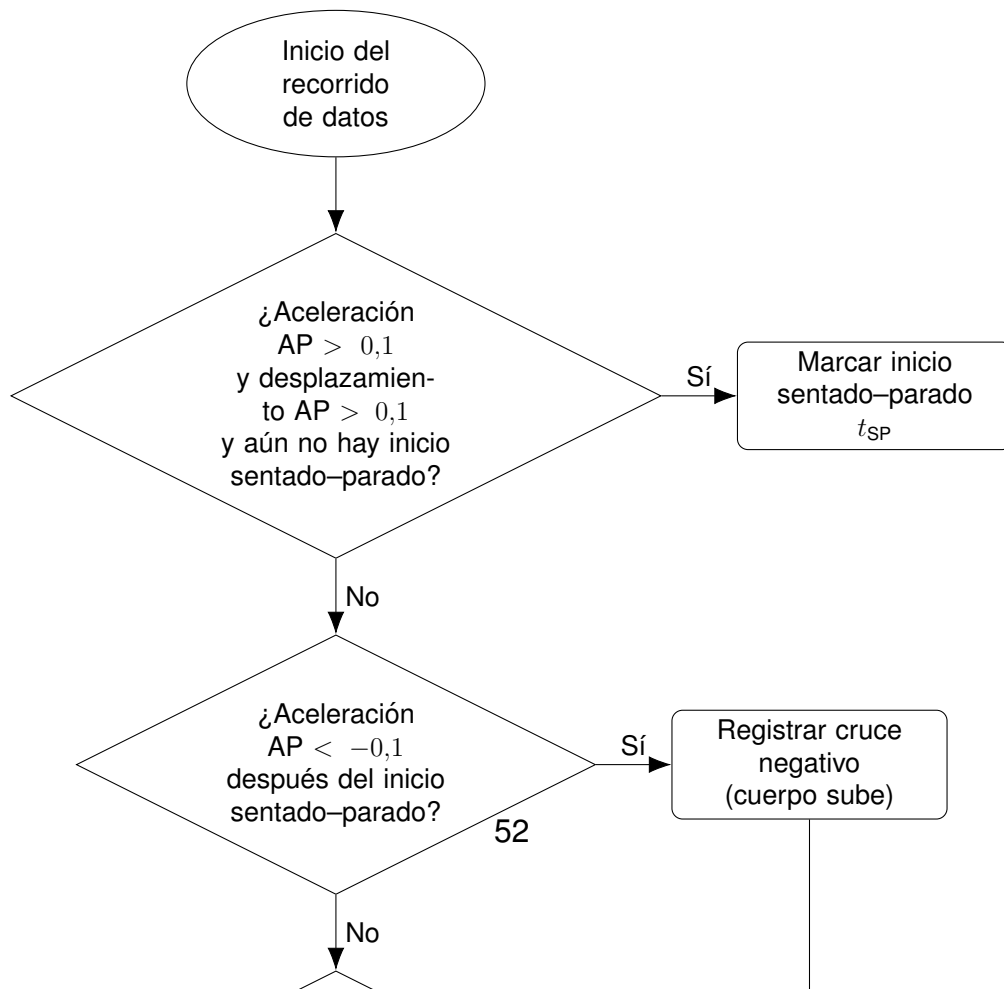 Inicio del
recorrido
de datos
¿Aceleración
AP > 0,1
y desplazamien-
to AP > 0,1
y aún no hay inicio
sentado–parado?
Sí
Marcar inicio
sentado–parado
t_SP
No
¿Aceleración
AP < −0,1
después del inicio
sentado–parado?
Sí
Registrar cruce
negativo
(cuerpo sube)
52
No